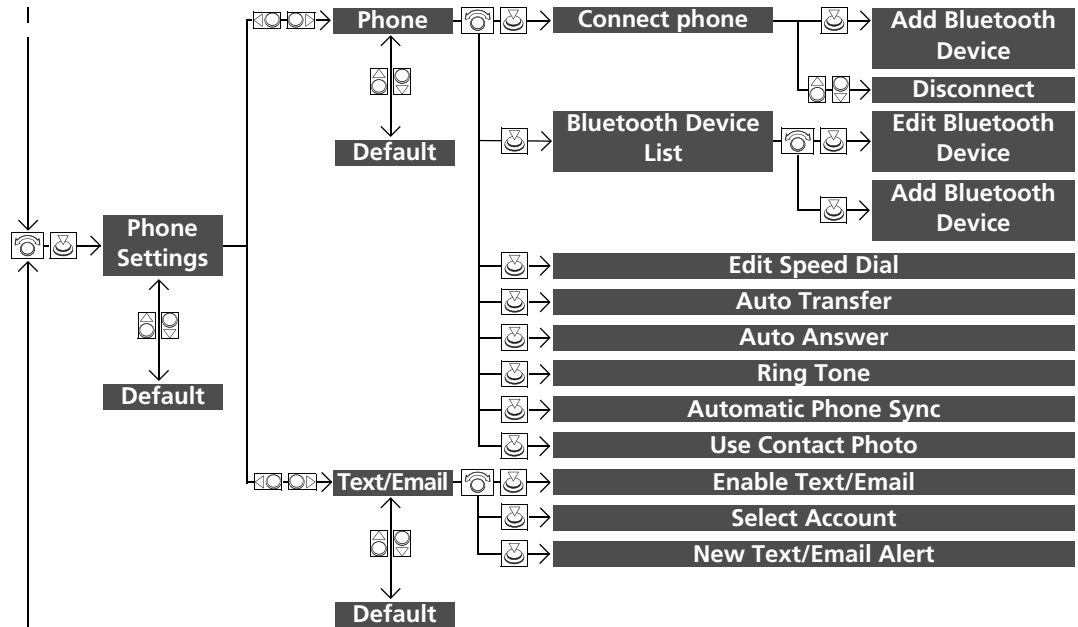 Phone
Connect phone
Add Bluetooth
Device
Disconnect
Default
Bluetooth Device
List
Edit Bluetooth
Device
Add Bluetooth
Device
Phone
Settings
Default
Edit Speed Dial
Auto Transfer
Auto Answer
Ring Tone
Automatic Phone Sync
Use Contact Photo
Text/Email
Enable Text/Email
Select Account
New Text/Email Alert
Default